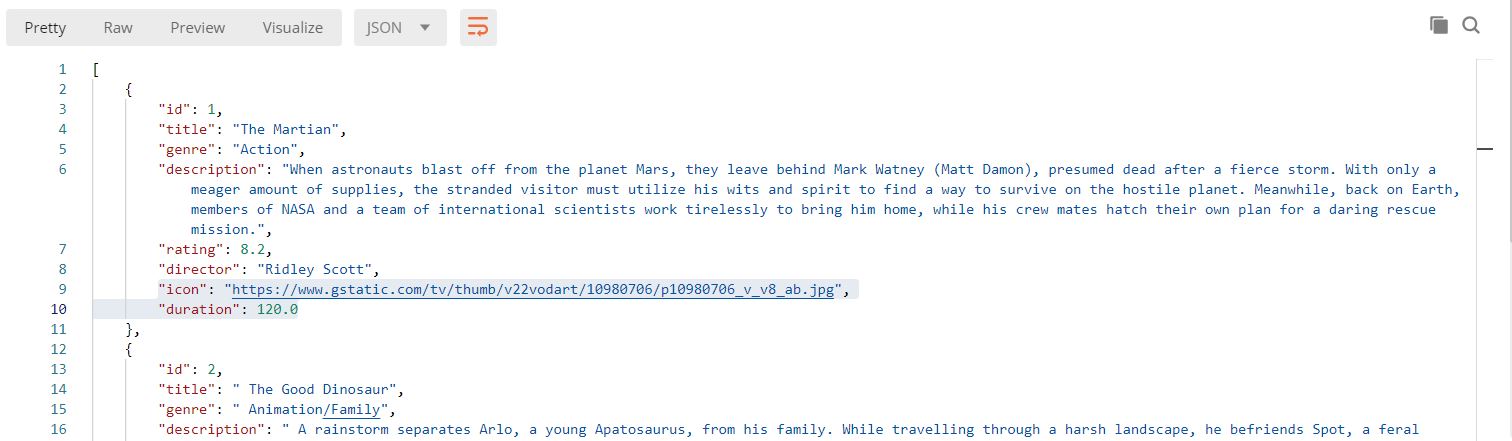 Pretty Raw Preview Visualize JSON
1 [
2 {
3 "id": 1,
4 "title": "The Martian",
5 "genre": "Action",
6 "description": "When astronauts blast off from the planet Mars, they leave behind Mark Watney (Matt Damon), presumed dead after a fierce storm. With only a
meager amount of supplies, the stranded visitor must utilize his wits and spirit to find a way to survive on the hostile planet. Meanwhile, back on Earth,
members of NASA and a team of international scientists work tirelessly to bring him home, while his crew mates hatch their own plan for a daring rescue
mission.",
7 "rating": 8.2,
8 "director": "Ridley Scott",
9 "icon": "https://www.gstatic.com/tv/thumb/v22vodart/10980706/p10980706_v_v8_ab.jpg",
10 "duration": 120.0
11 },
12 {
13 "id": 2,
14 "title": " The Good Dinosaur",
15 "genre": " Animation/Family",
16 "description": " A rainstorm separates Arlo, a young Apatosaurus, from his family. While travelling through a harsh landscape, he befriends Spot, a feral